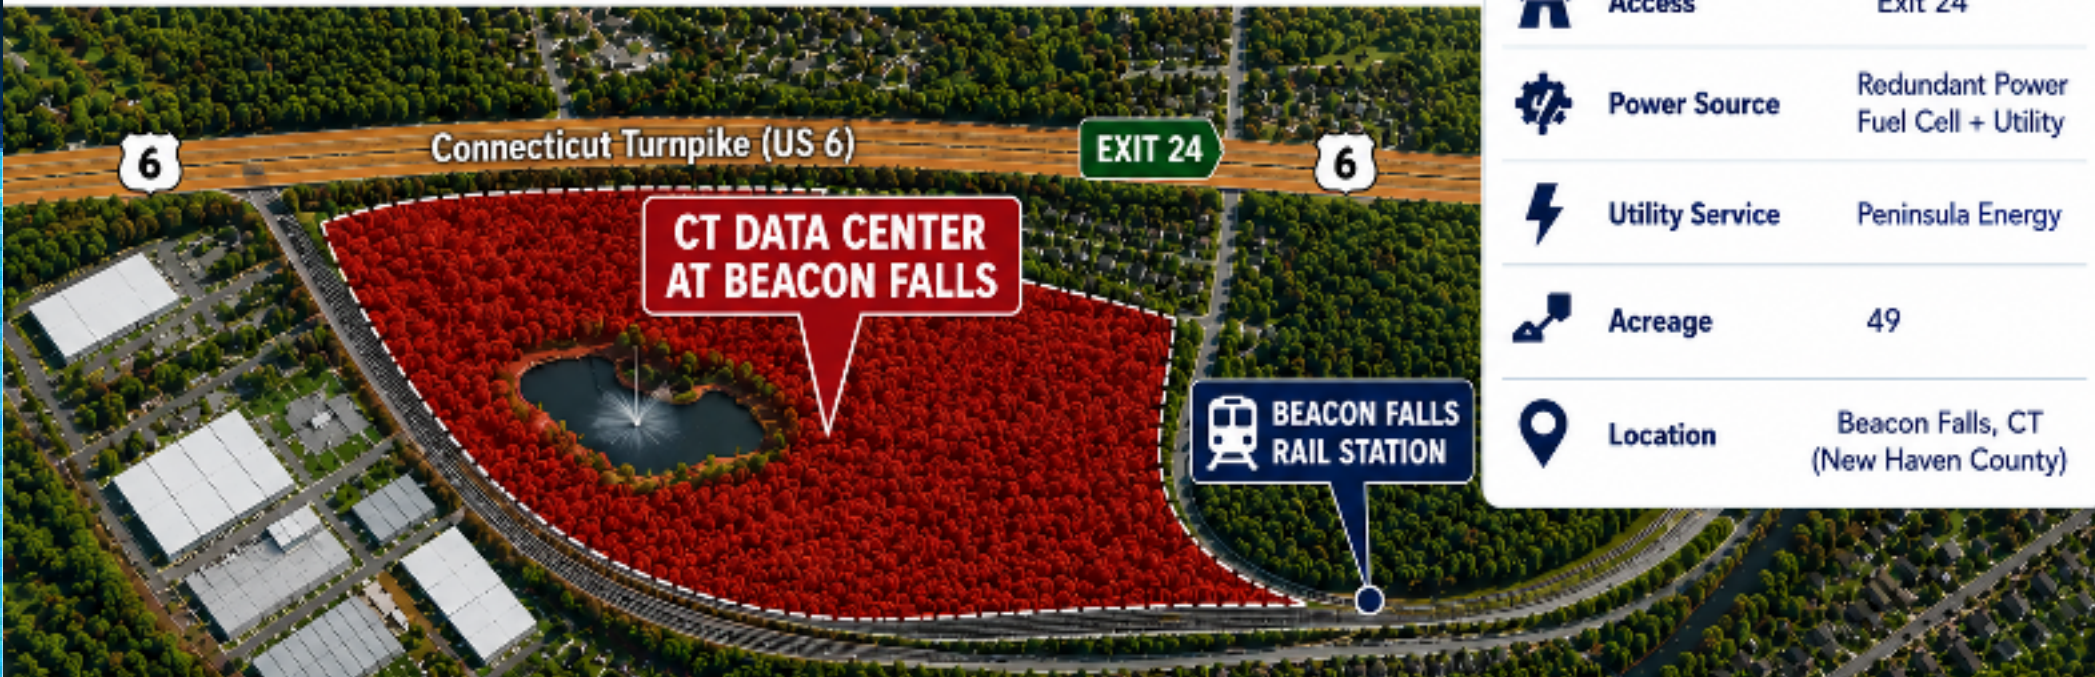 Access Exit 24
Connecticut Turnpike (US 6)
6
EXIT 24
6
CT DATA CENTER
AT BEACON FALLS
BEACON FALLS
RAIL STATION
Power Source Redundant Power
Fuel Cell + Utility
Utility Service Peninsula Energy
Acreage 49
Location Beacon Falls, CT
(New Haven County)